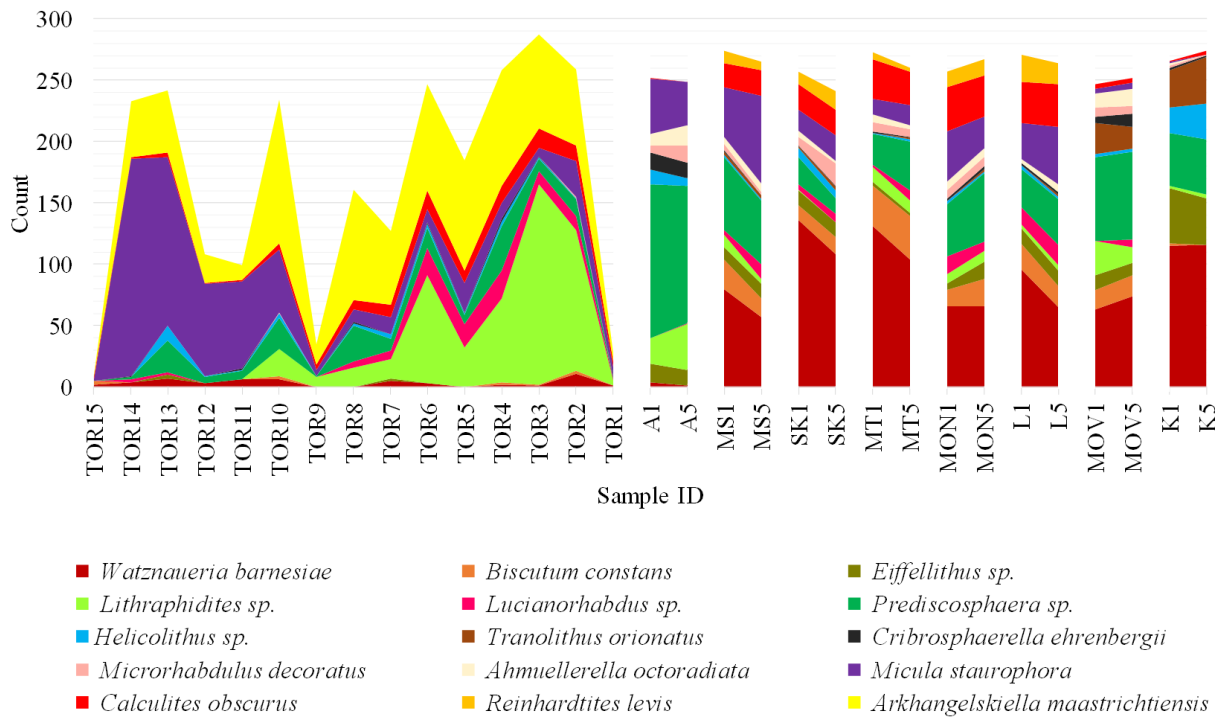 300
250
200
150
100
50
0
Count
TOR15 TOR14 TOR13 TOR12 TOR11 TOR10 TOR9 TOR8 TOR7 TOR6 TOR5 TOR4 TOR3 TOR2 TOR1 A1 A5 MS1 MS5 SK1 SK5 MT1 MT5 MON1 MON5 L1 L5 MOV1 MOV5 K1 K5
Sample ID
Watznaueria barnesiae Biscutum constans Eiffellithus sp.
Lithraphidites sp. Lucianorhabdus sp. Prediscosphaera sp.
Helicolithus sp. Tranolithus orionatus Cribrosphaerella ehrenbergii
Microrhabdulus decoratus Ahmuellerella octoradiata Micula staurophora
Calculites obscurus Reinhardtites levis Arkhangelskiella maastrichtiensis